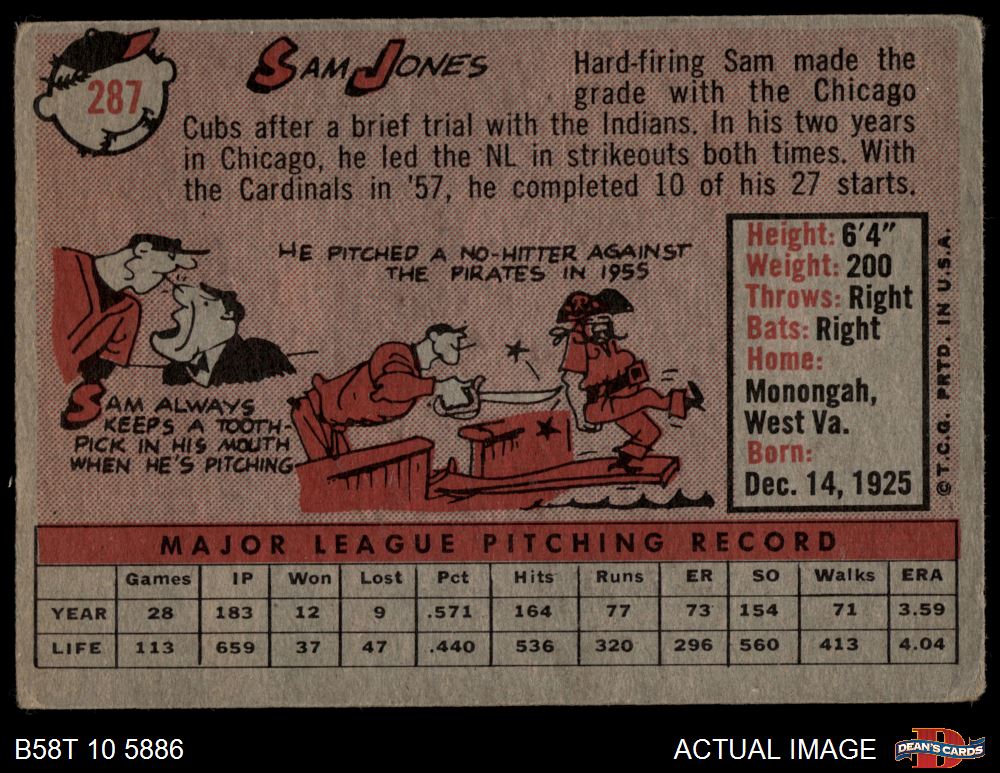 287
SAM JONES
Hard-firing Sam made the
grade with the Chicago
Cubs after a brief trial with the Indians. In his two years
in Chicago, he led the NL in strikeouts both times. With
the Cardinals in '57, he completed 10 of his 27 starts.
HE PITCHED A NO-HITTER AGAINST
THE PIRATES IN 1955
SAM ALWAYS
KEEPS A TOOTH-
PICK IN HIS MOUTH
WHEN HE'S PITCHING
Height: 6'4"
Weight: 200
Throws: Right
Bats: Right
Home:
Monongah,
West Va.
Born:
Dec. 14, 1925
© T.C.G. PRTD. IN U.S.A.
MAJOR LEAGUE PITCHING RECORD
Games IP Won Lost Pct Hits Runs ER SO Walks ERA
YEAR 28 183 12 9 .571 164 77 73 154 71 3.59
LIFE 113 659 37 47 .440 536 320 296 560 413 4.04
B58T 10 5886
ACTUAL IMAGE
D
DEAN'S CARDS